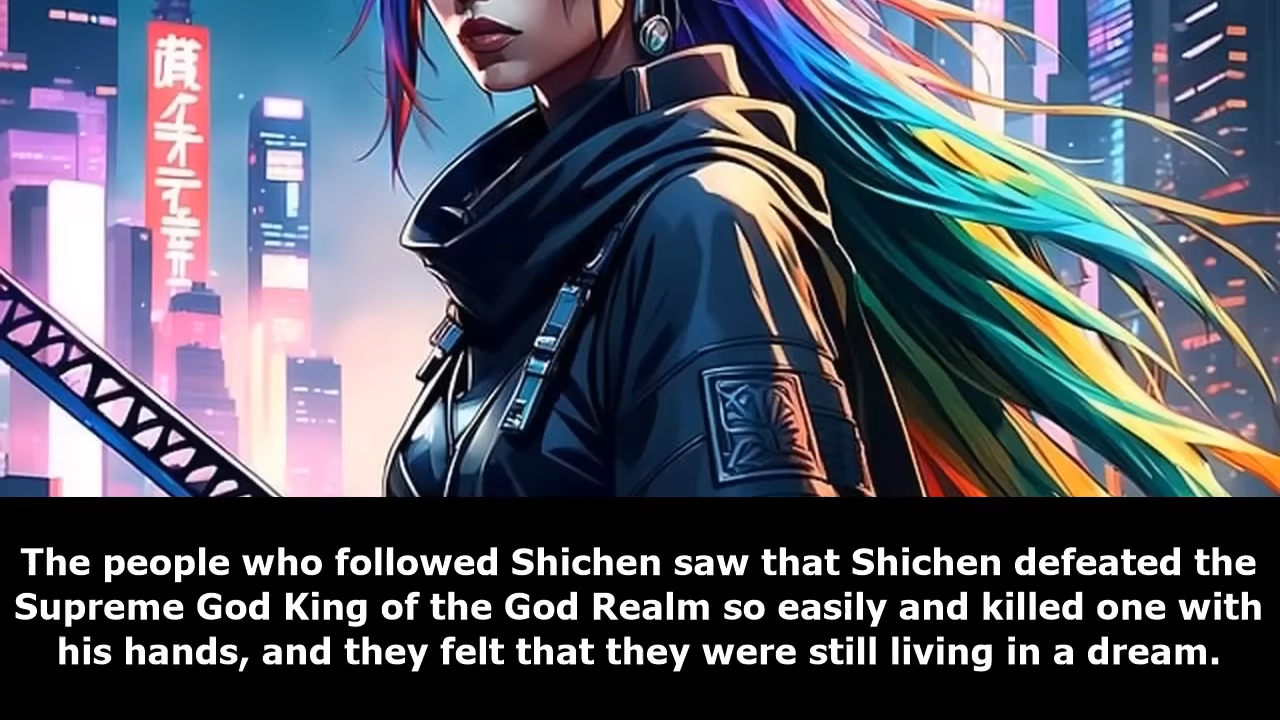 The people who followed Shichen saw that Shichen defeated the
Supreme God King of the God Realm so easily and killed one with
his hands, and they felt that they were still living in a dream.